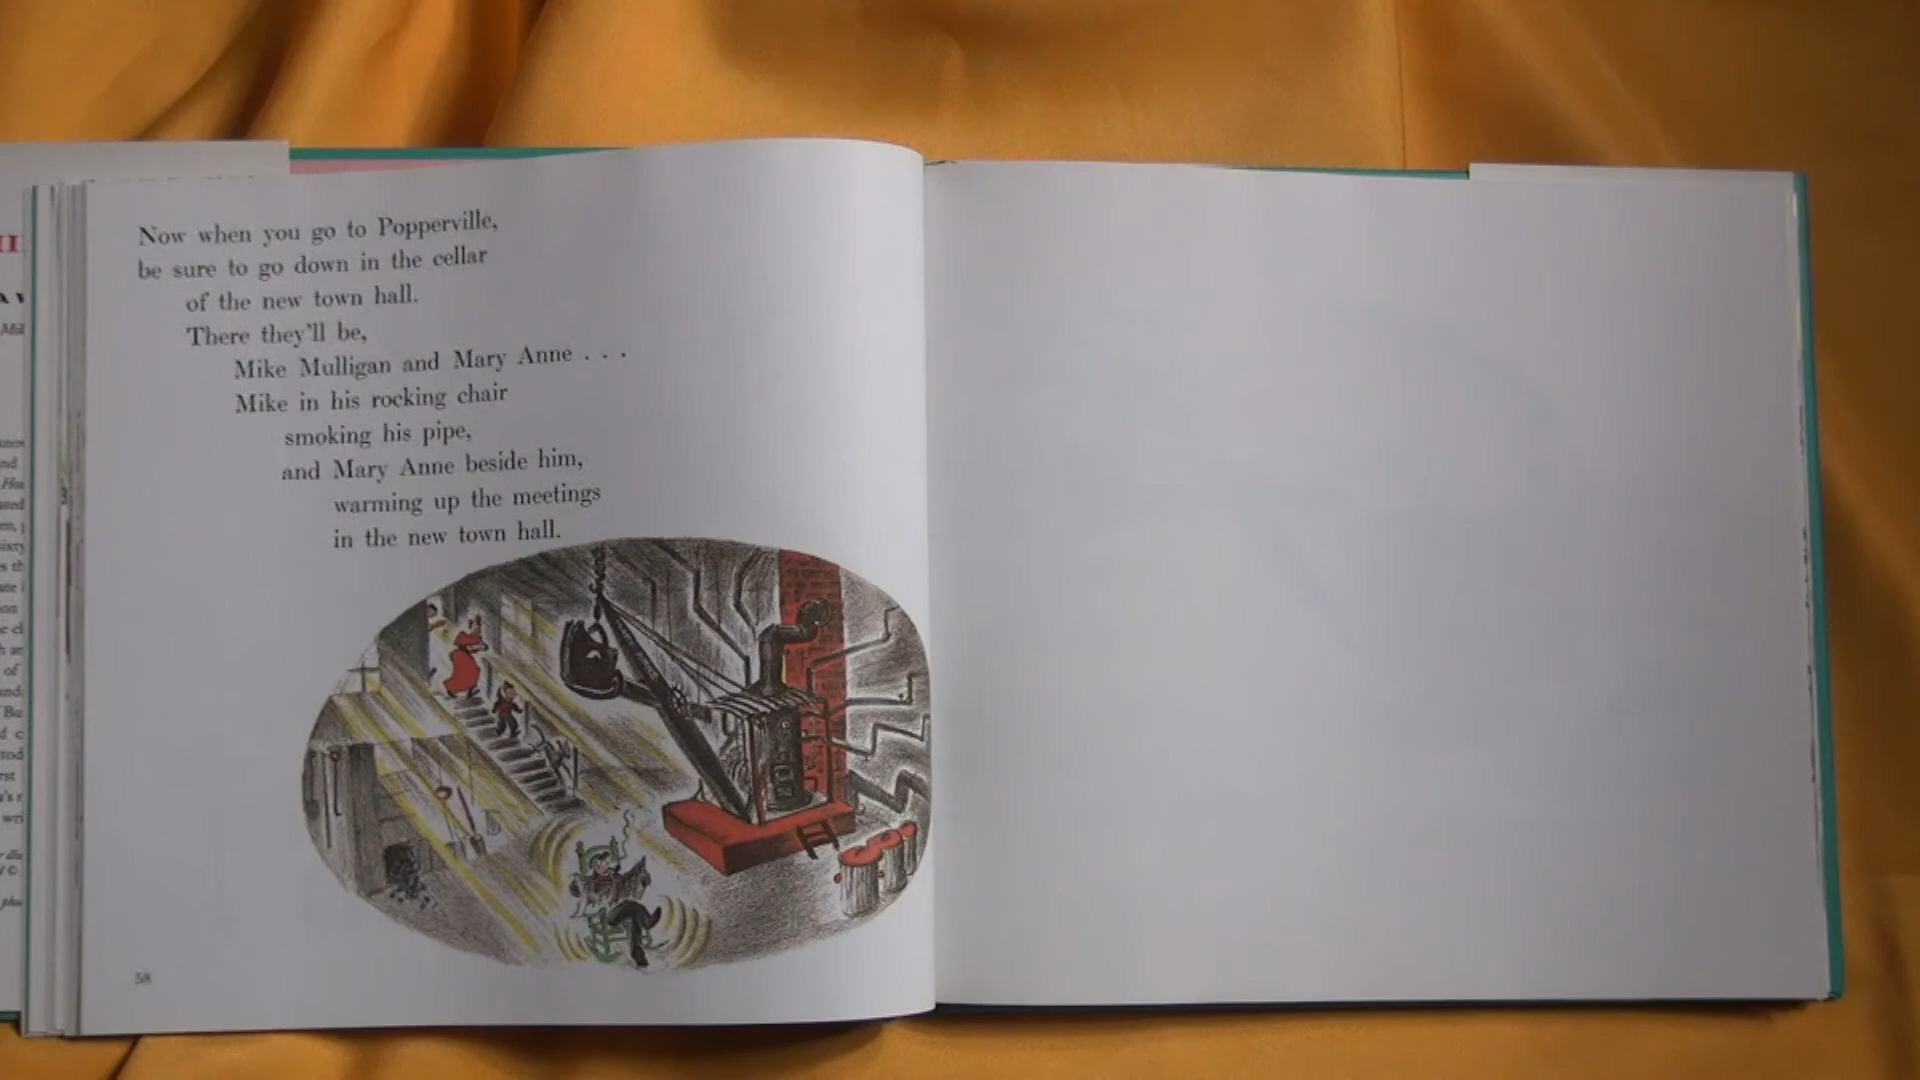 Now when you go to Popperville,
be sure to go down in the cellar
of the new town hall.
There they'll be,
Mike Mulligan and Mary Anne . . .
Mike in his rocking chair
smoking his pipe,
and Mary Anne beside him,
warming up the meetings
in the new town hall.
58